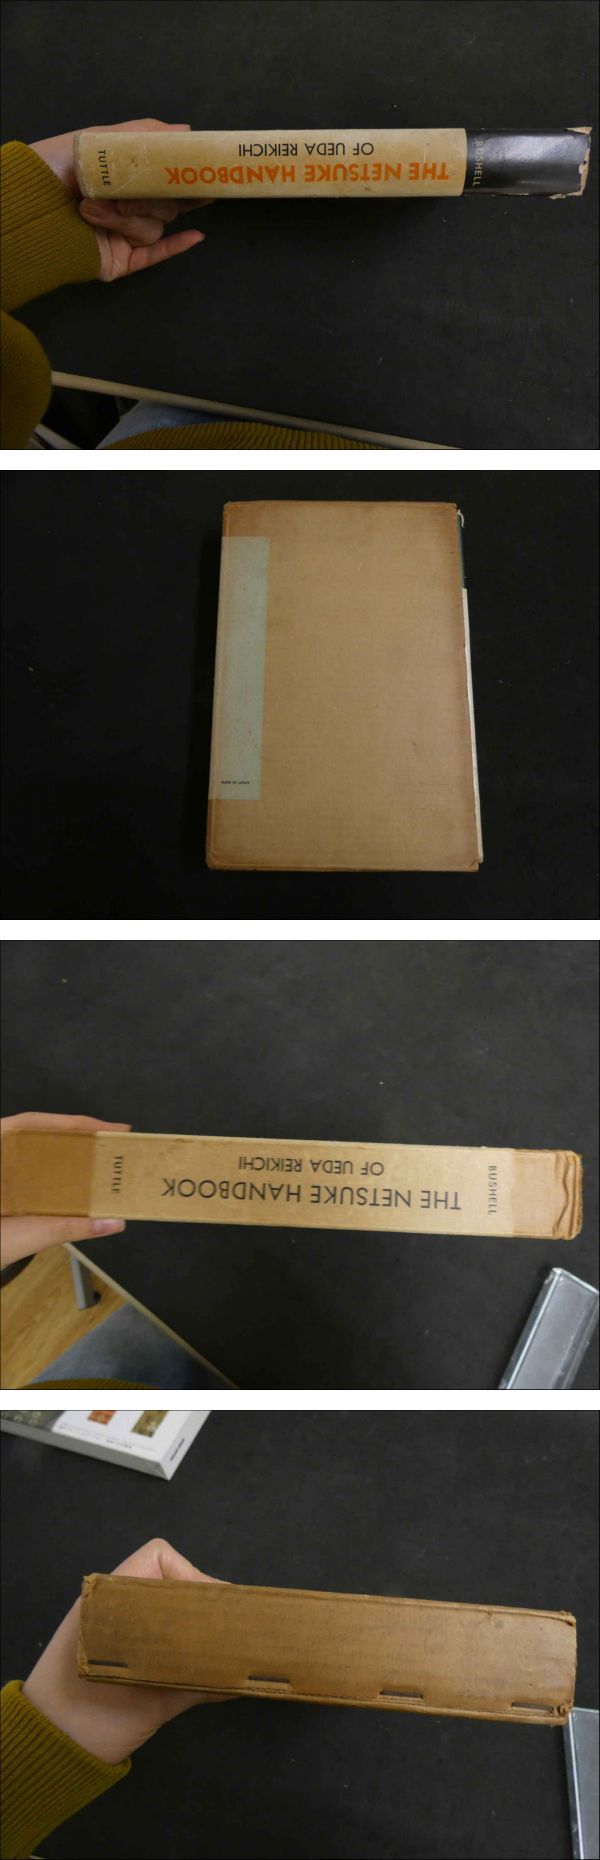 BUSHELL
THE NETSUKE HANDBOOK
OF UEDA REIKICHI
TUTTLE
BUSHELL
THE NETSUKE HANDBOOK
OF UEDA REIKICHI
TUTTLE